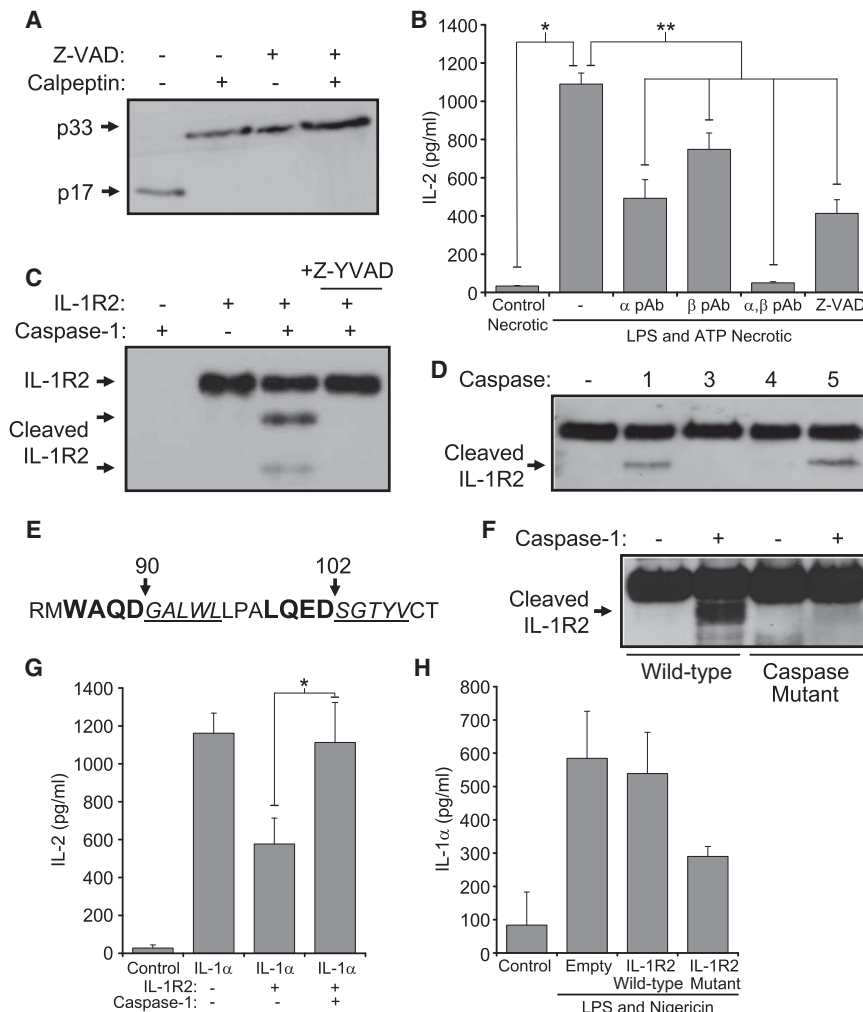 A
Z-VAD: - - + +
Calpeptin: - + - +
p33
p17
B
1400
1200
1000
800
600
400
200
0
IL-2 (pg/ml)
*
**
Control
Necrotic
- α pAb β pAb α,β pAb Z-VAD
LPS and ATP Necrotic
C
+Z-YVAD
IL-1R2: - + + +
Caspase-1: + - + +
IL-1R2
Cleaved
IL-1R2
D
Caspase: - 1 3 4 5
Cleaved
IL-1R2
E
90 102
RMWAQDGALWLLPALQEDSGTYVCT
F
Caspase-1: - + - +
Cleaved
IL-1R2
Wild-type
Caspase
Mutant
G
1400
1200
1000
800
600
400
200
0
IL-2 (pg/ml)
*
Control IL-1α IL-1α IL-1α
IL-1R2: - + +
Caspase-1: - - +
H
800
700
600
500
400
300
200
100
0
IL-1α (pg/ml)
Control Empty IL-1R2 IL-1R2
Wild-type Mutant
LPS and Nigericin